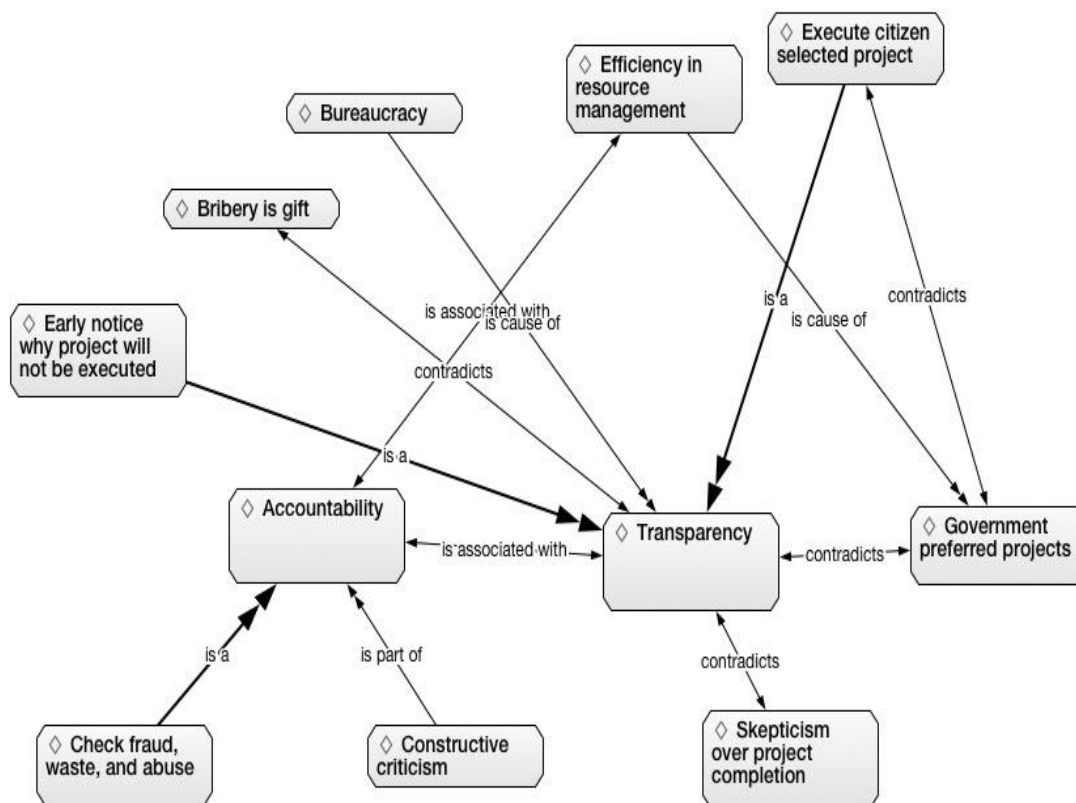 ◇ Execute citizen
selected project
◇ Efficiency in
resource
management
◇ Bureaucracy
◇ Bribery is gift
◇ Early notice
why project will
not be executed
is associated with
is cause of
is a
is cause of
contradicts
contradicts
is a
◇ Accountability
◇ Transparency
◇ Government
preferred projects
is associated with
contradicts
is a
is part of
contradicts
◇ Check fraud,
waste, and abuse
◇ Constructive
criticism
◇ Skepticism
over project
completion